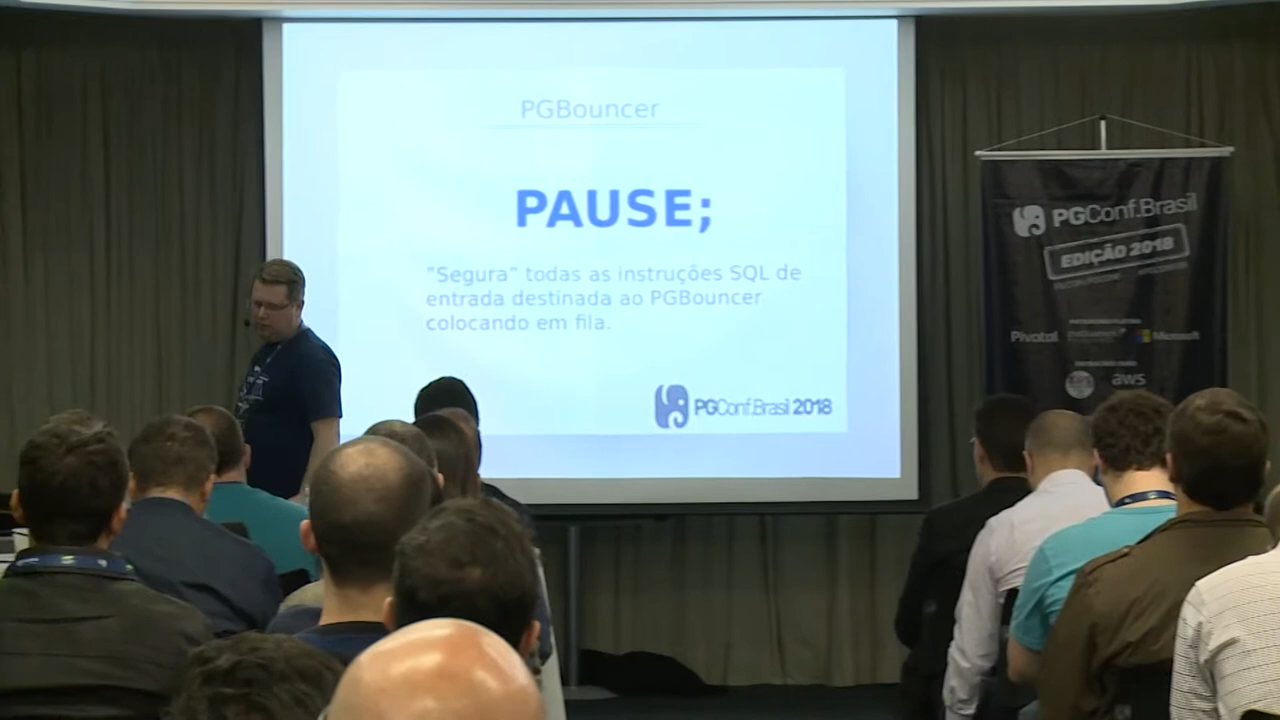 PGBouncer
PAUSE;
"Segura" todas as instruções SQL de
entrada destinada ao PGBouncer
colocando em fila.
PGConf.Brasil 2018
PGConf.Brasil
EDIÇÃO 2018
Pivotal
Microsoft
aws